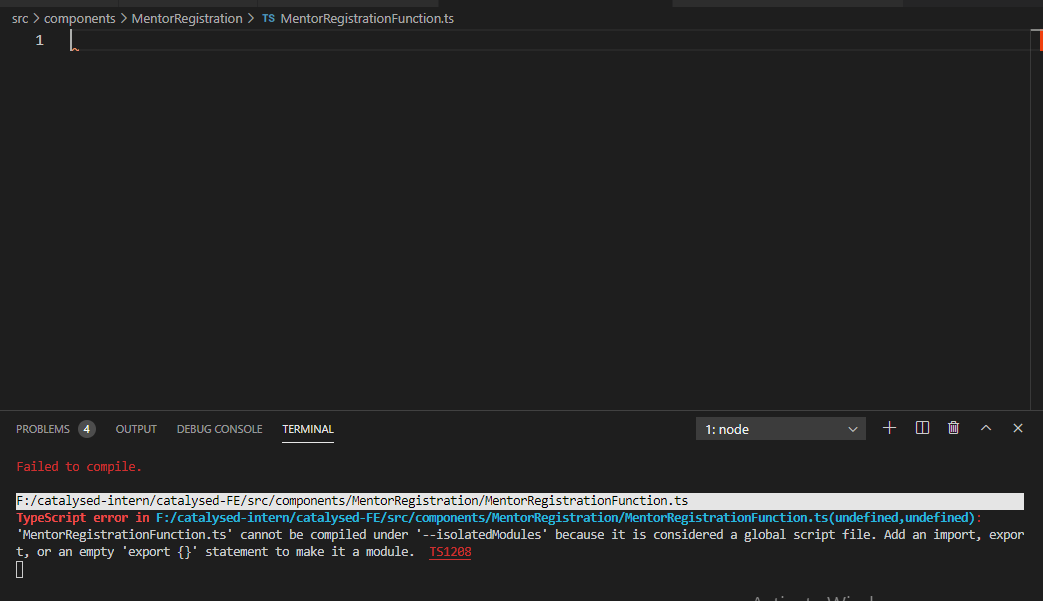 src > components > MentorRegistration > TS MentorRegistrationFunction.ts
1
PROBLEMS 4 OUTPUT DEBUG CONSOLE TERMINAL 1: node
Failed to compile.
F:/catalysed-intern/catalysed-FE/src/components/MentorRegistration/MentorRegistrationFunction.ts
TypeScript error in F:/catalysed-intern/catalysed-FE/src/components/MentorRegistration/MentorRegistrationFunction.ts(undefined,undefined):
'MentorRegistrationFunction.ts' cannot be compiled under '--isolatedModules' because it is considered a global script file. Add an import, expor
t, or an empty 'export {}' statement to make it a module. TS1208